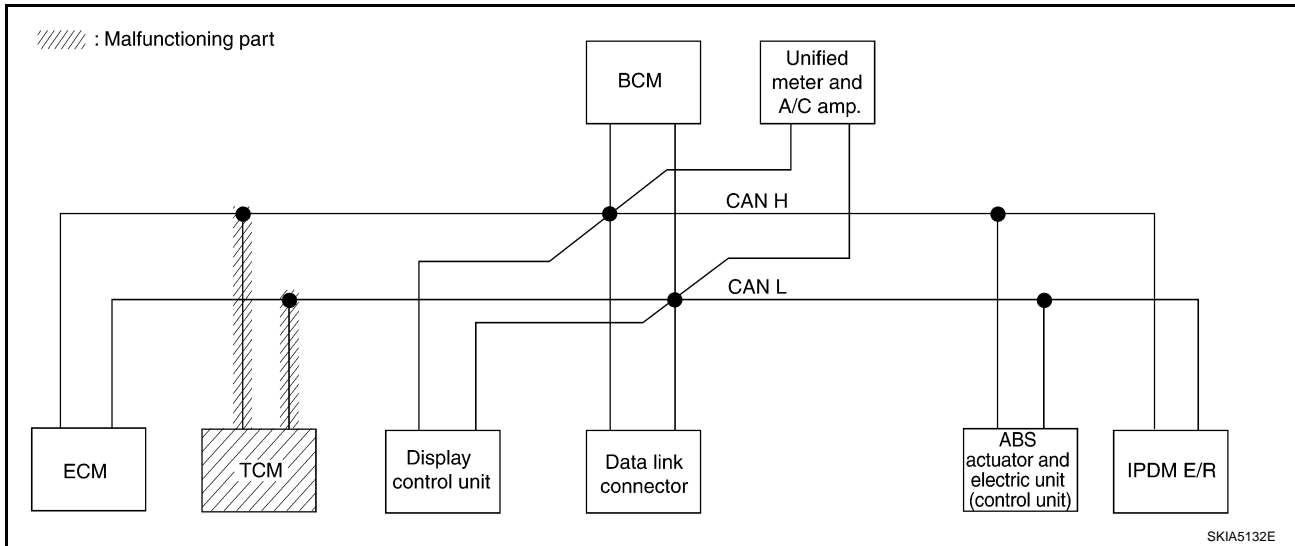 : Malfunctioning part
BCM
Unified
meter and
A/C amp.
CAN H
CAN L
ECM
TCM
Display
control unit
Data link
connector
ABS
actuator and
electric unit
(control unit)
IPDM E/R
SKIA5132E